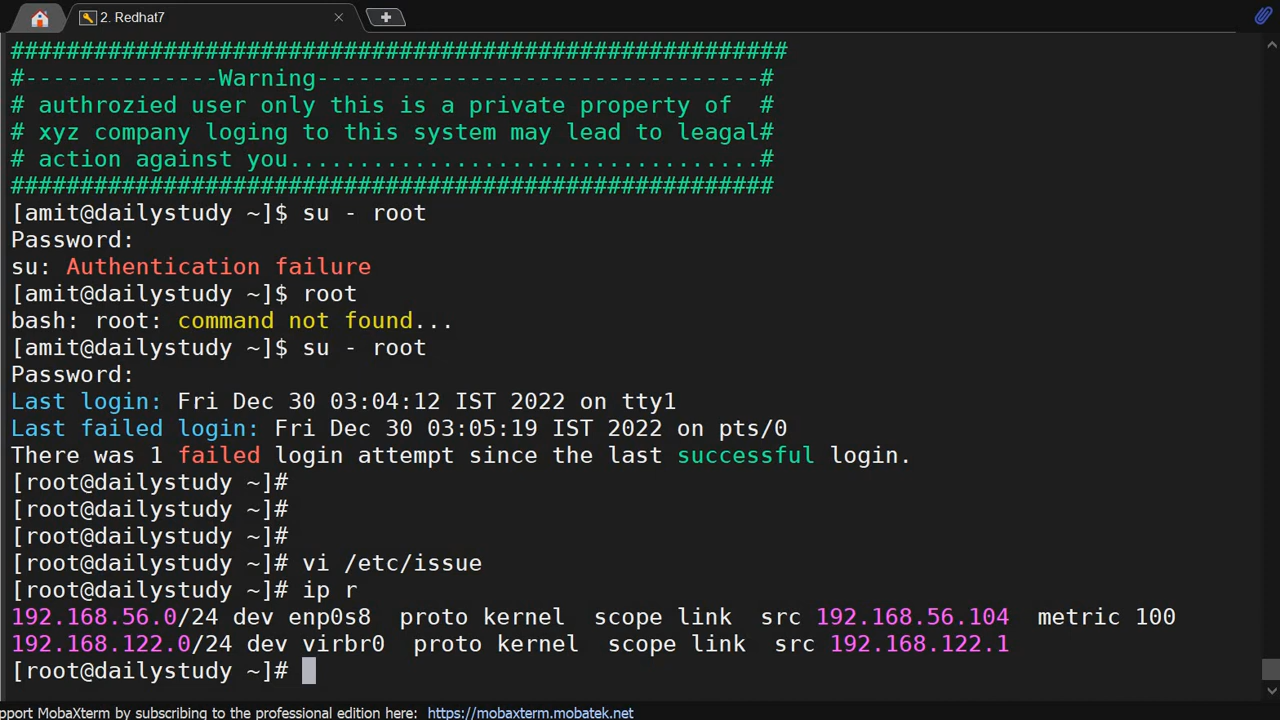 2. Redhat7
#########################################################
#--------------Warning--------------------------------#
# authrozied user only this is a private property of  #
# xyz company loging to this system may lead to leagal#
# action against you..................................#
########################################################
[amit@dailystudy ~]$ su - root
Password:
su: Authentication failure
[amit@dailystudy ~]$ root
bash: root: command not found...
[amit@dailystudy ~]$ su - root
Password:
Last login: Fri Dec 30 03:04:12 IST 2022 on tty1
Last failed login: Fri Dec 30 03:05:19 IST 2022 on pts/0
There was 1 failed login attempt since the last successful login.
[root@dailystudy ~]#
[root@dailystudy ~]#
[root@dailystudy ~]#
[root@dailystudy ~]# vi /etc/issue
[root@dailystudy ~]# ip r
192.168.56.0/24 dev enp0s8  proto kernel  scope link  src 192.168.56.104  metric 100
192.168.122.0/24 dev virbr0  proto kernel  scope link  src 192.168.122.1
[root@dailystudy ~]#
pport MobaXterm by subscribing to the professional edition here: https://mobaxterm.mobatek.net